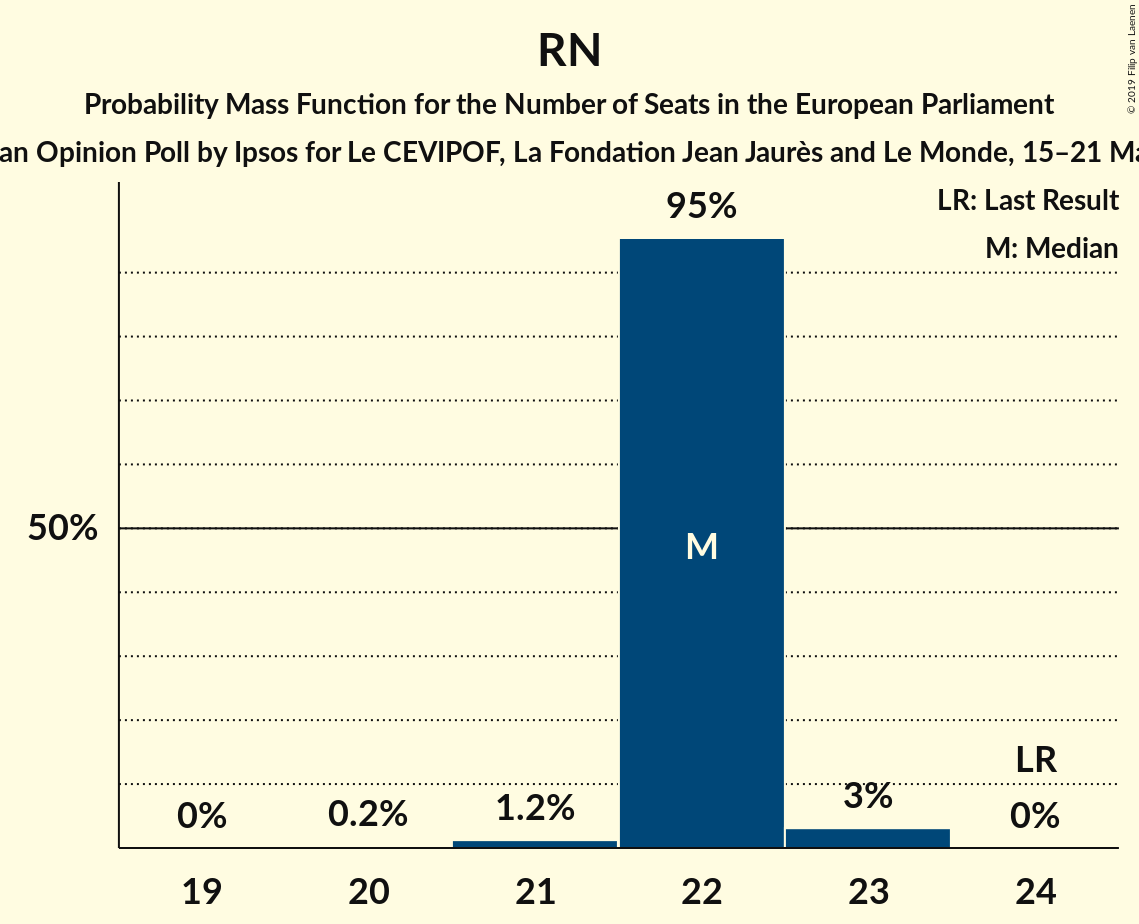 RN
Probability Mass Function for the Number of Seats in the European Parliament
an Opinion Poll by Ipsos for Le CEVIPOF, La Fondation Jean Jaurès and Le Monde, 15–21
© 2019 Filip van Laenen
LR: Last Result
M: Median
95%
50%
M
LR
0%
0.2%
1.2%
3%
0%
19
20
21
22
23
24